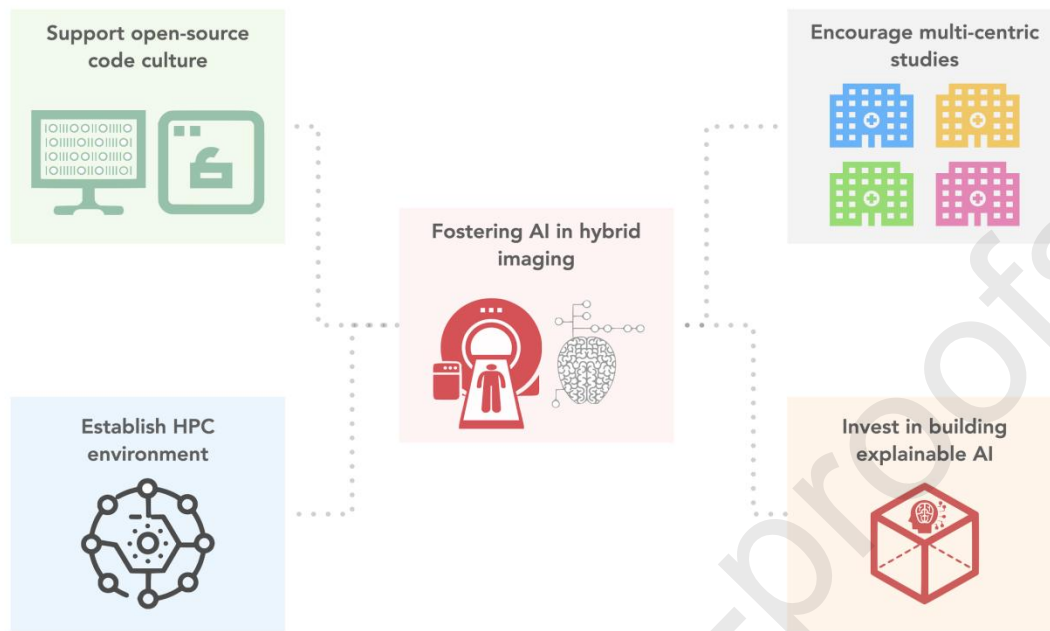 Support open-source
code culture
Encourage multi-centric
studies
Fostering AI in hybrid
imaging
Establish HPC
environment
Invest in building
explainable AI
-proof